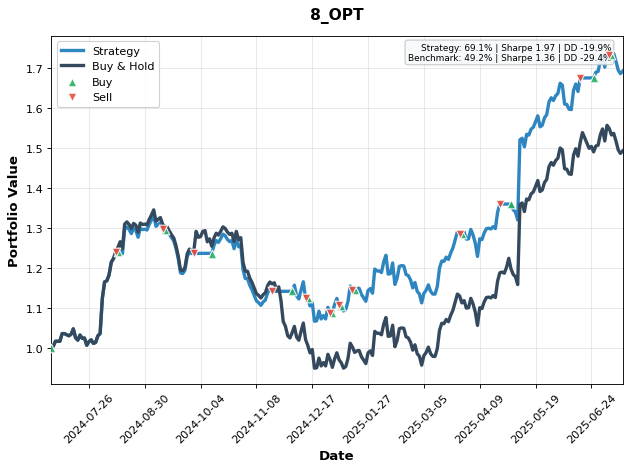 8_OPT
Strategy
Buy & Hold
Buy
Sell
Strategy: 69.1% | Sharpe 1.97 | DD -19.9%
Benchmark: 49.2% | Sharpe 1.36 | DD -29.4%
Portfolio Value
1.7
1.6
1.5
1.4
1.3
1.2
1.1
1.0
2024-07-26
2024-08-30
2024-10-04
2024-11-08
2024-12-17
2025-01-27
2025-03-05
2025-04-09
2025-05-19
2025-06-24
Date